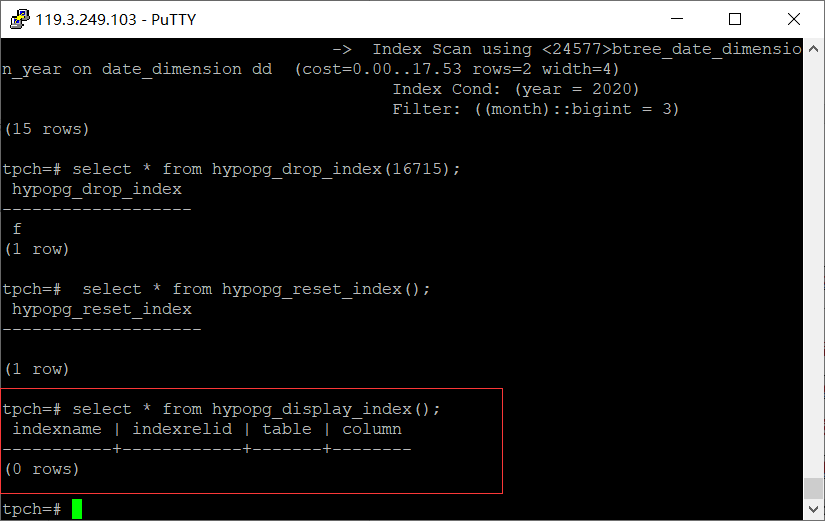 119.3.249.103 - PuTTY
->  Index Scan using <24577>btree_date_dimensio
n_year on date_dimension dd  (cost=0.00..17.53 rows=2 width=4)
Index Cond: (year = 2020)
Filter: ((month)::bigint = 3)
(15 rows)
tpch=# select * from hypopg_drop_index(16715);
hypopg_drop_index
-------------------
f
(1 row)
tpch=#  select * from hypopg_reset_index();
hypopg_reset_index
--------------------
(1 row)
tpch=# select * from hypopg_display_index();
indexname | indexrelid | table | column
-----------+------------+-------+--------
(0 rows)
tpch=#